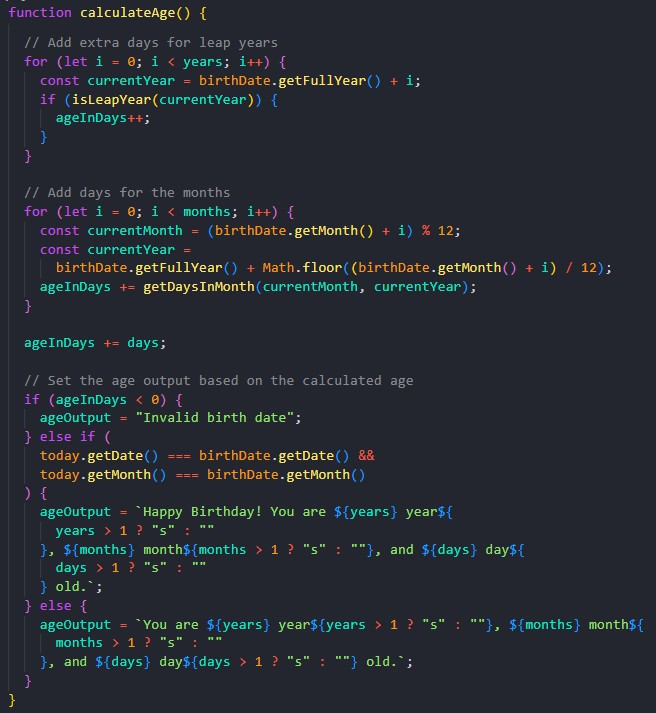 function calculateAge() {
// Add extra days for leap years
for (let i = 0; i < years; i++) {
const currentYear = birthDate.getFullYear() + i;
if (isLeapYear(currentYear)) {
ageInDays++;
}
}
// Add days for the months
for (let i = 0; i < months; i++) {
const currentMonth = (birthDate.getMonth() + i) % 12;
const currentYear =
birthDate.getFullYear() + Math.floor((birthDate.getMonth() + i) / 12);
ageInDays += getDaysInMonth(currentMonth, currentYear);
}
ageInDays += days;
// Set the age output based on the calculated age
if (ageInDays < 0) {
ageOutput = "Invalid birth date";
} else if (
today.getDate() === birthDate.getDate() &&
today.getMonth() === birthDate.getMonth()
) {
ageOutput = `Happy Birthday! You are ${years} year${
years > 1 ? "s" : ""
}, ${months} month${months > 1 ? "s" : ""}, and ${days} day${
days > 1 ? "s" : ""
} old.`;
} else {
ageOutput = `You are ${years} year${years > 1 ? "s" : ""}, ${months} month${
months > 1 ? "s" : ""
}, and ${days} day${days > 1 ? "s" : ""} old.`;
}
}